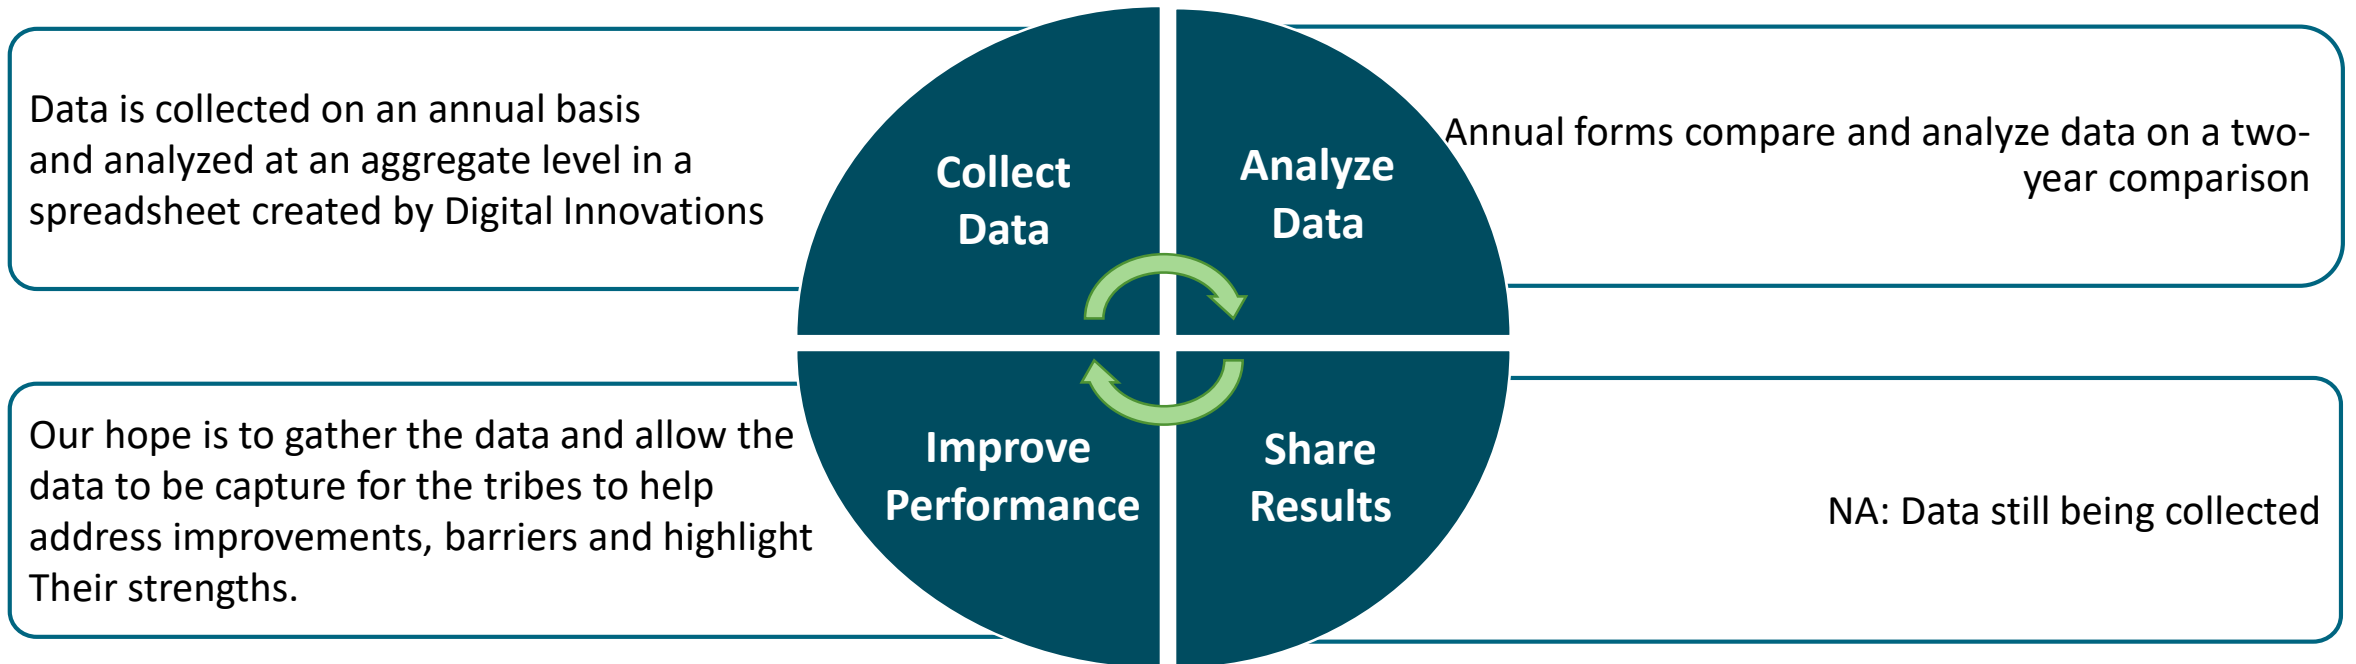 Data is collected on an annual basis
and analyzed at an aggregate level in a
spreadsheet created by Digital Innovations
Collect
Data
Analyze
Data
Annual forms compare and analyze data on a two-
year comparison
Our hope is to gather the data and allow the
data to be capture for the tribes to help
address improvements, barriers and highlight
Their strengths.
Improve
Performance
Share
Results
NA: Data still being collected